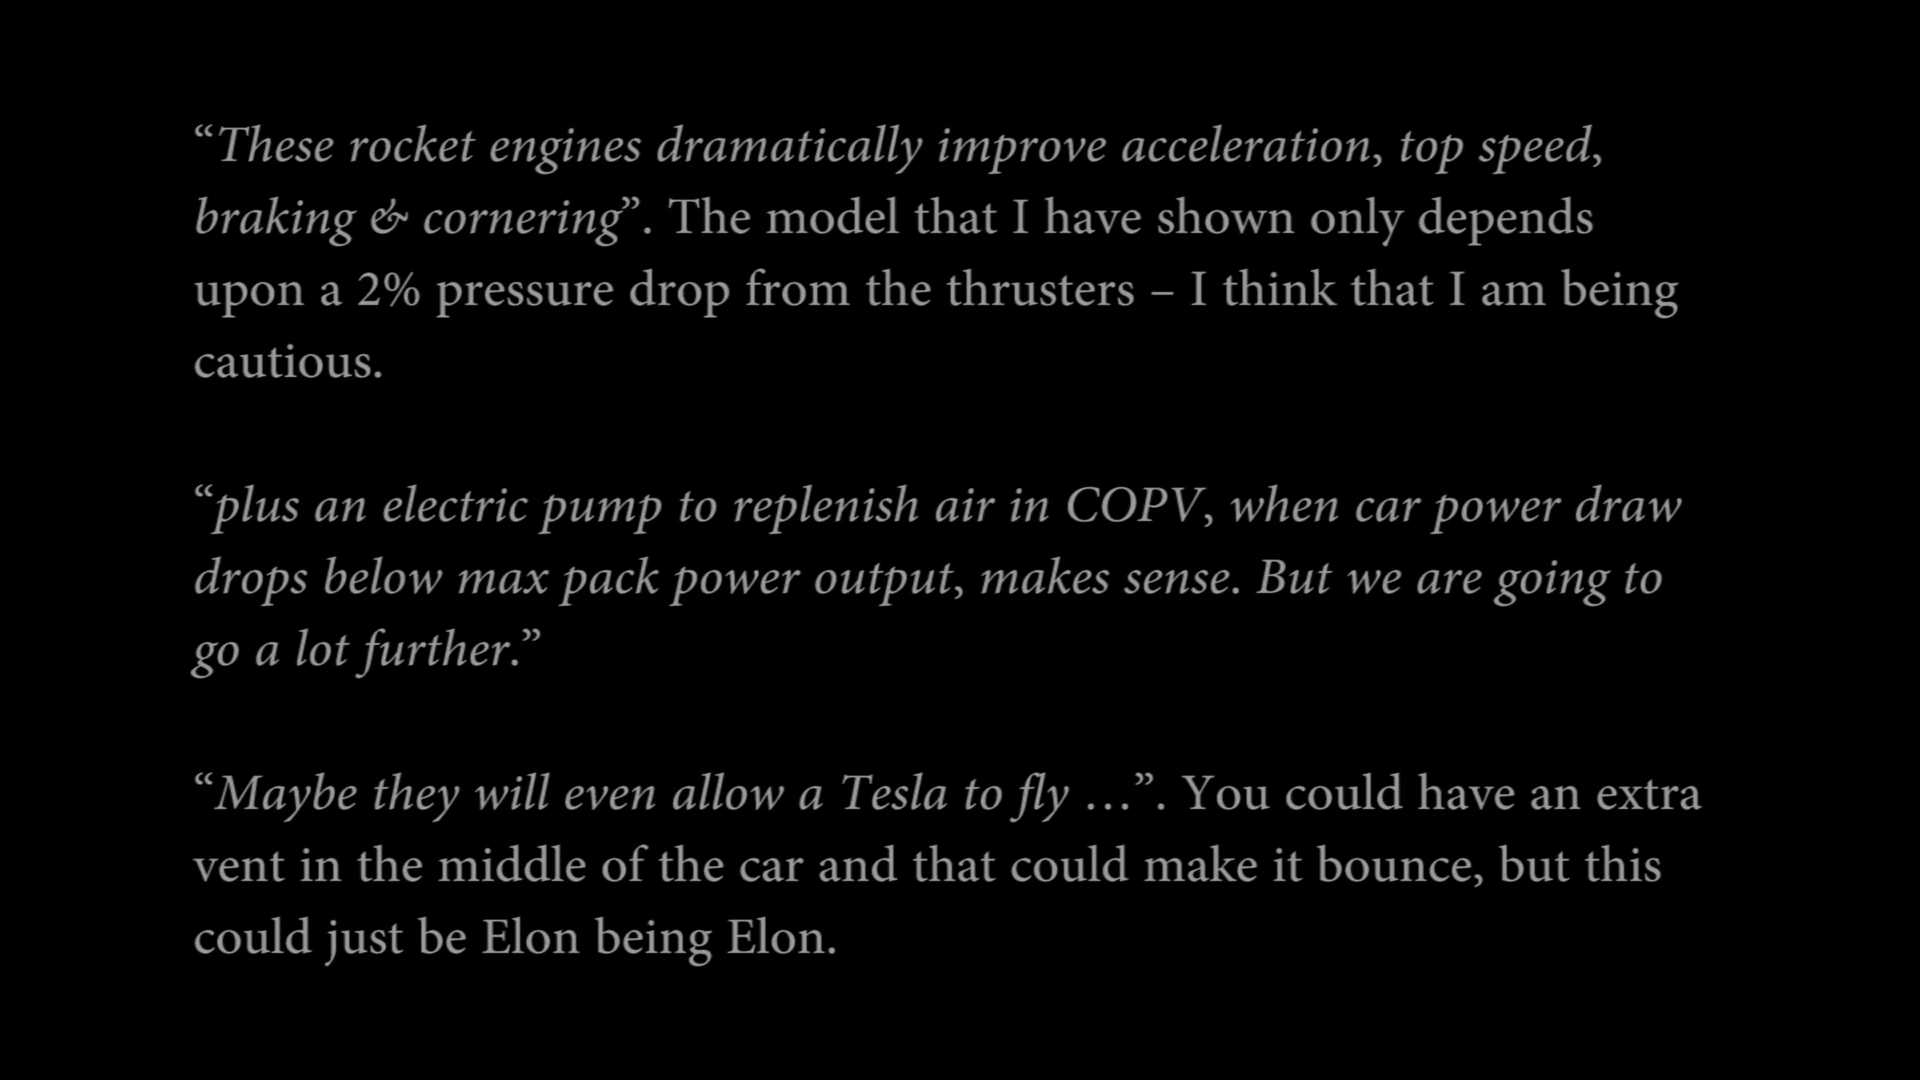 “These rocket engines dramatically improve acceleration, top speed,
braking & cornering”. The model that I have shown only depends
upon a 2% pressure drop from the thrusters – I think that I am being
cautious.
“plus an electric pump to replenish air in COPV, when car power draw
drops below max pack power output, makes sense. But we are going to
go a lot further.”
“Maybe they will even allow a Tesla to fly …”. You could have an extra
vent in the middle of the car and that could make it bounce, but this
could just be Elon being Elon.